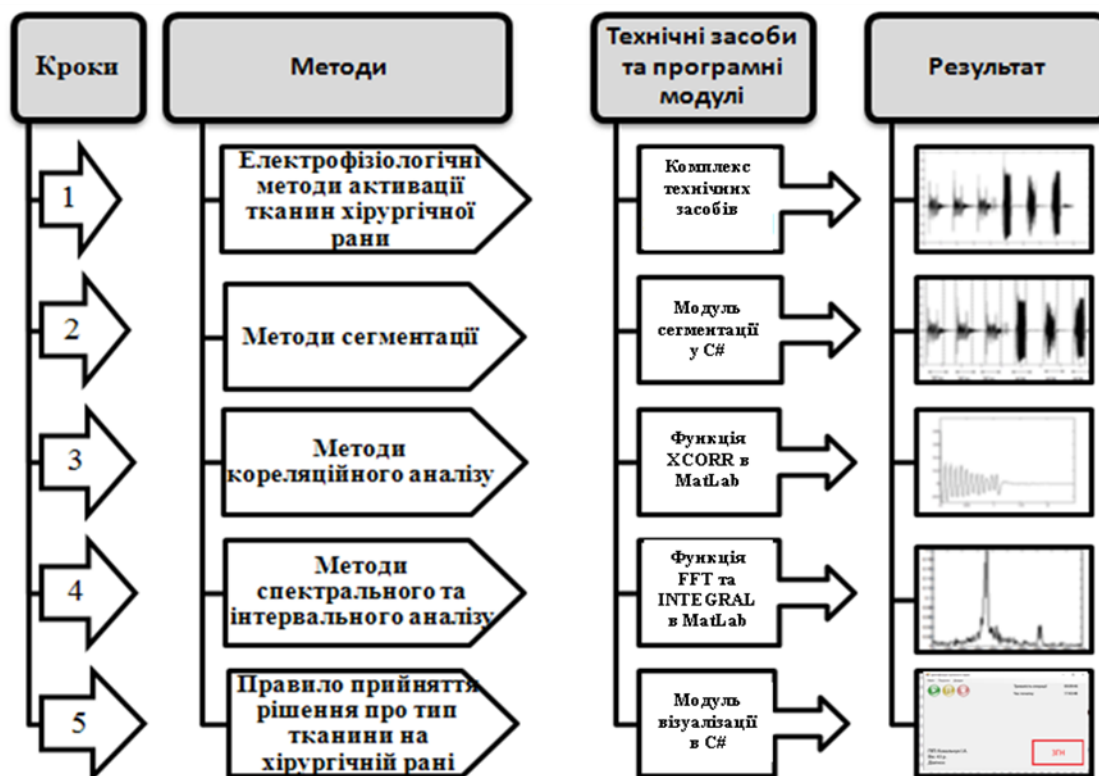 Кроки
Методи
Технічні засоби
та програмні
модулі
Результат
1
Електрофізіологічні
методи активації
тканин хірургічної
рани
Комплекс
технічних
засобів
2
Методи сегментації
Модуль
сегментації
у C#
3
Методи
кореляційного аналізу
Функція
XCORR в
MatLab
4
Методи
спектрального та
інтервального аналізу
Функція
FFT та
INTEGRAL
в MatLab
5
Правило прийняття
рішення про тип
тканини на
хірургічній рані
Модуль
візуалізації
в C#
ЗГН